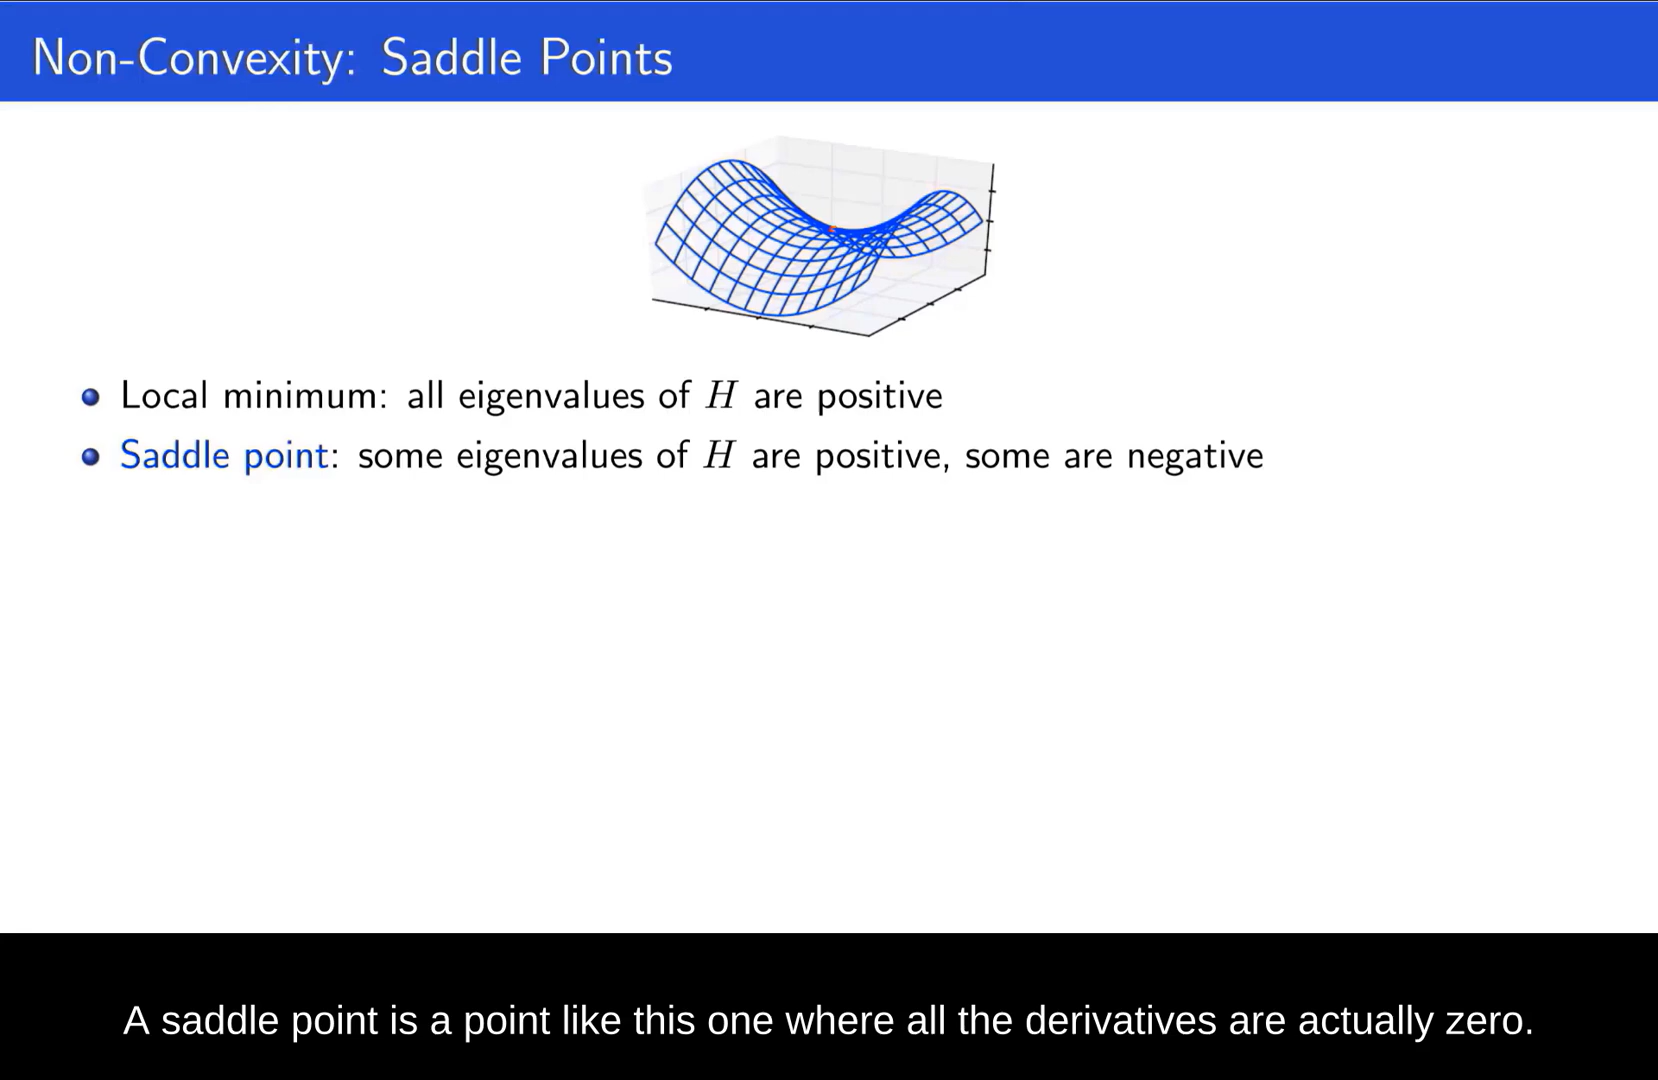 Non-Convexity: Saddle Points
Local minimum: all eigenvalues of H are positive
Saddle point: some eigenvalues of H are positive, some are negative
A saddle point is a point like this one where all the derivatives are actually zero.